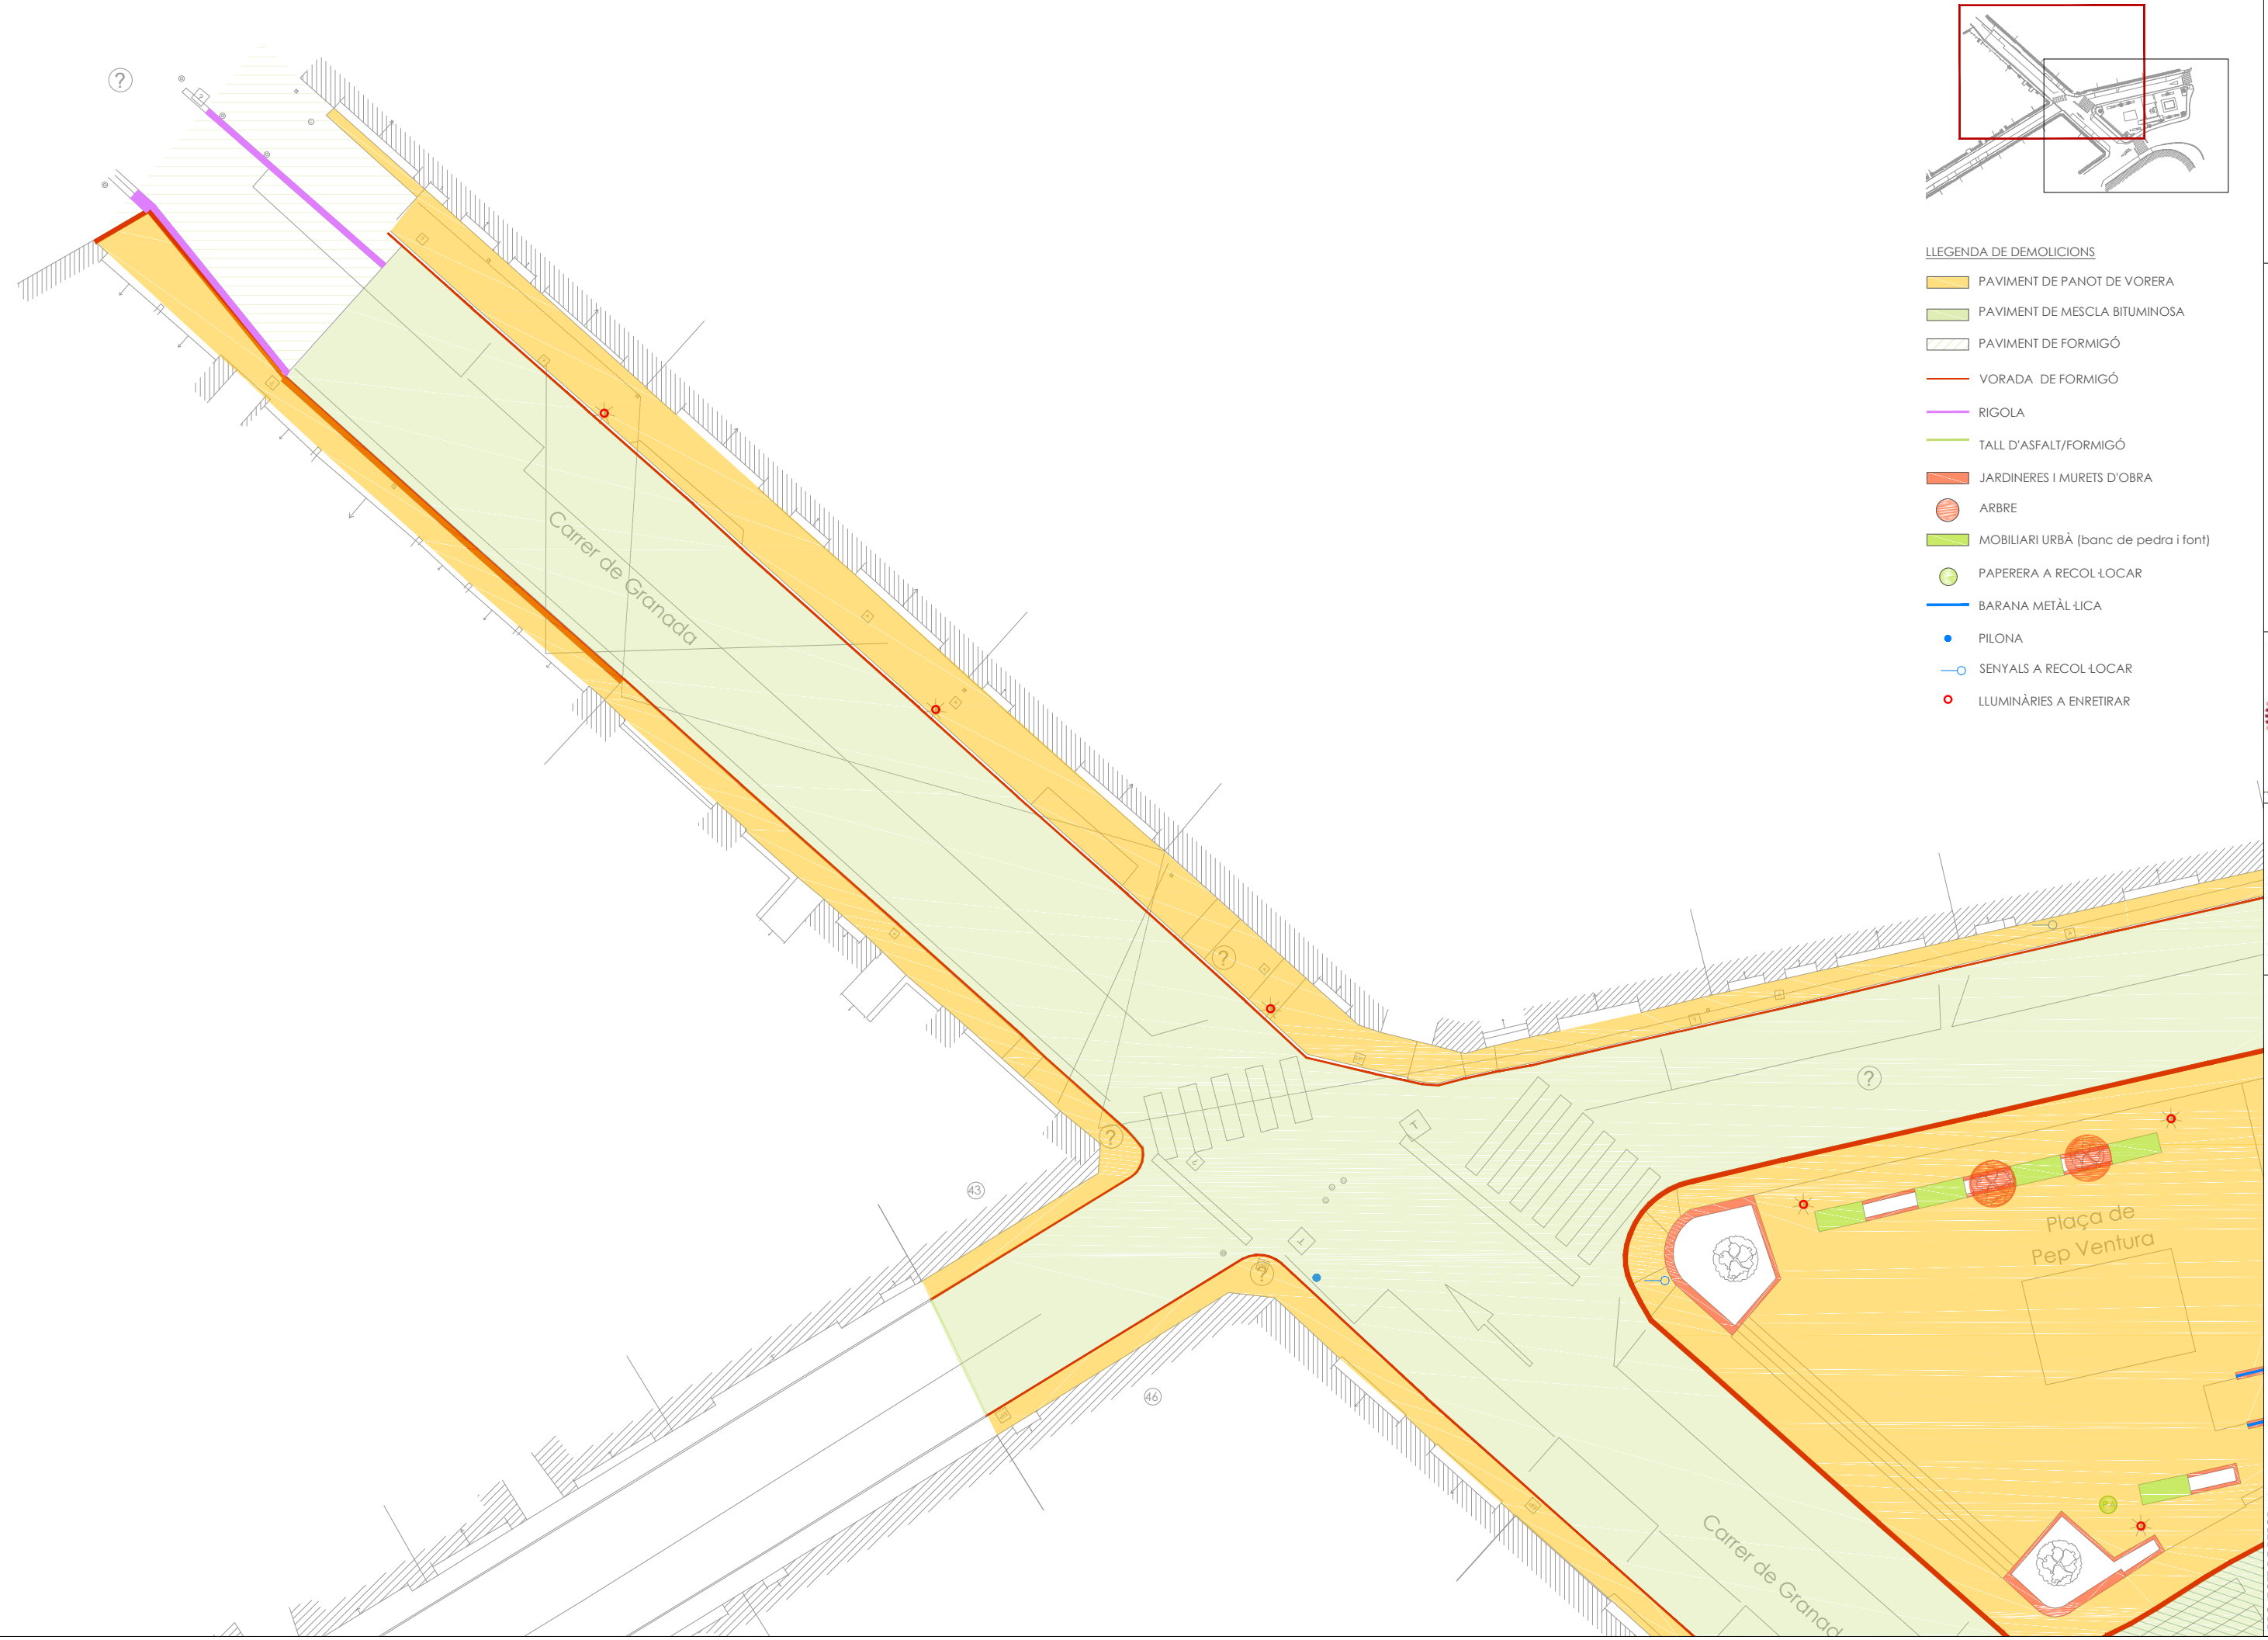 ?
?
LLEGENDA DE DEMOLICIONS
PAVIMENT DE PANOT DE VORERA
PAVIMENT DE MESCLA BITUMINOSA
PAVIMENT DE FORMIGÓ
VORADA DE FORMIGÓ
RIGOLA
TALL D'ASFALT/FORMIGÓ
JARDINERES I MURETS D'OBRA
ARBRE
MOBILIARI URBÀ (banc de pedra i font)
PAPERERA A RECOL·LOCAR
BARANA METÀL·LICA
PILONA
SENYALS A RECOL·LOCAR
LLUMINÀRIES A ENRETIRAR
Carrer de Granada
?
?
?
43
?
46
Plaça de
Pep Ventura
Carrer de Granad